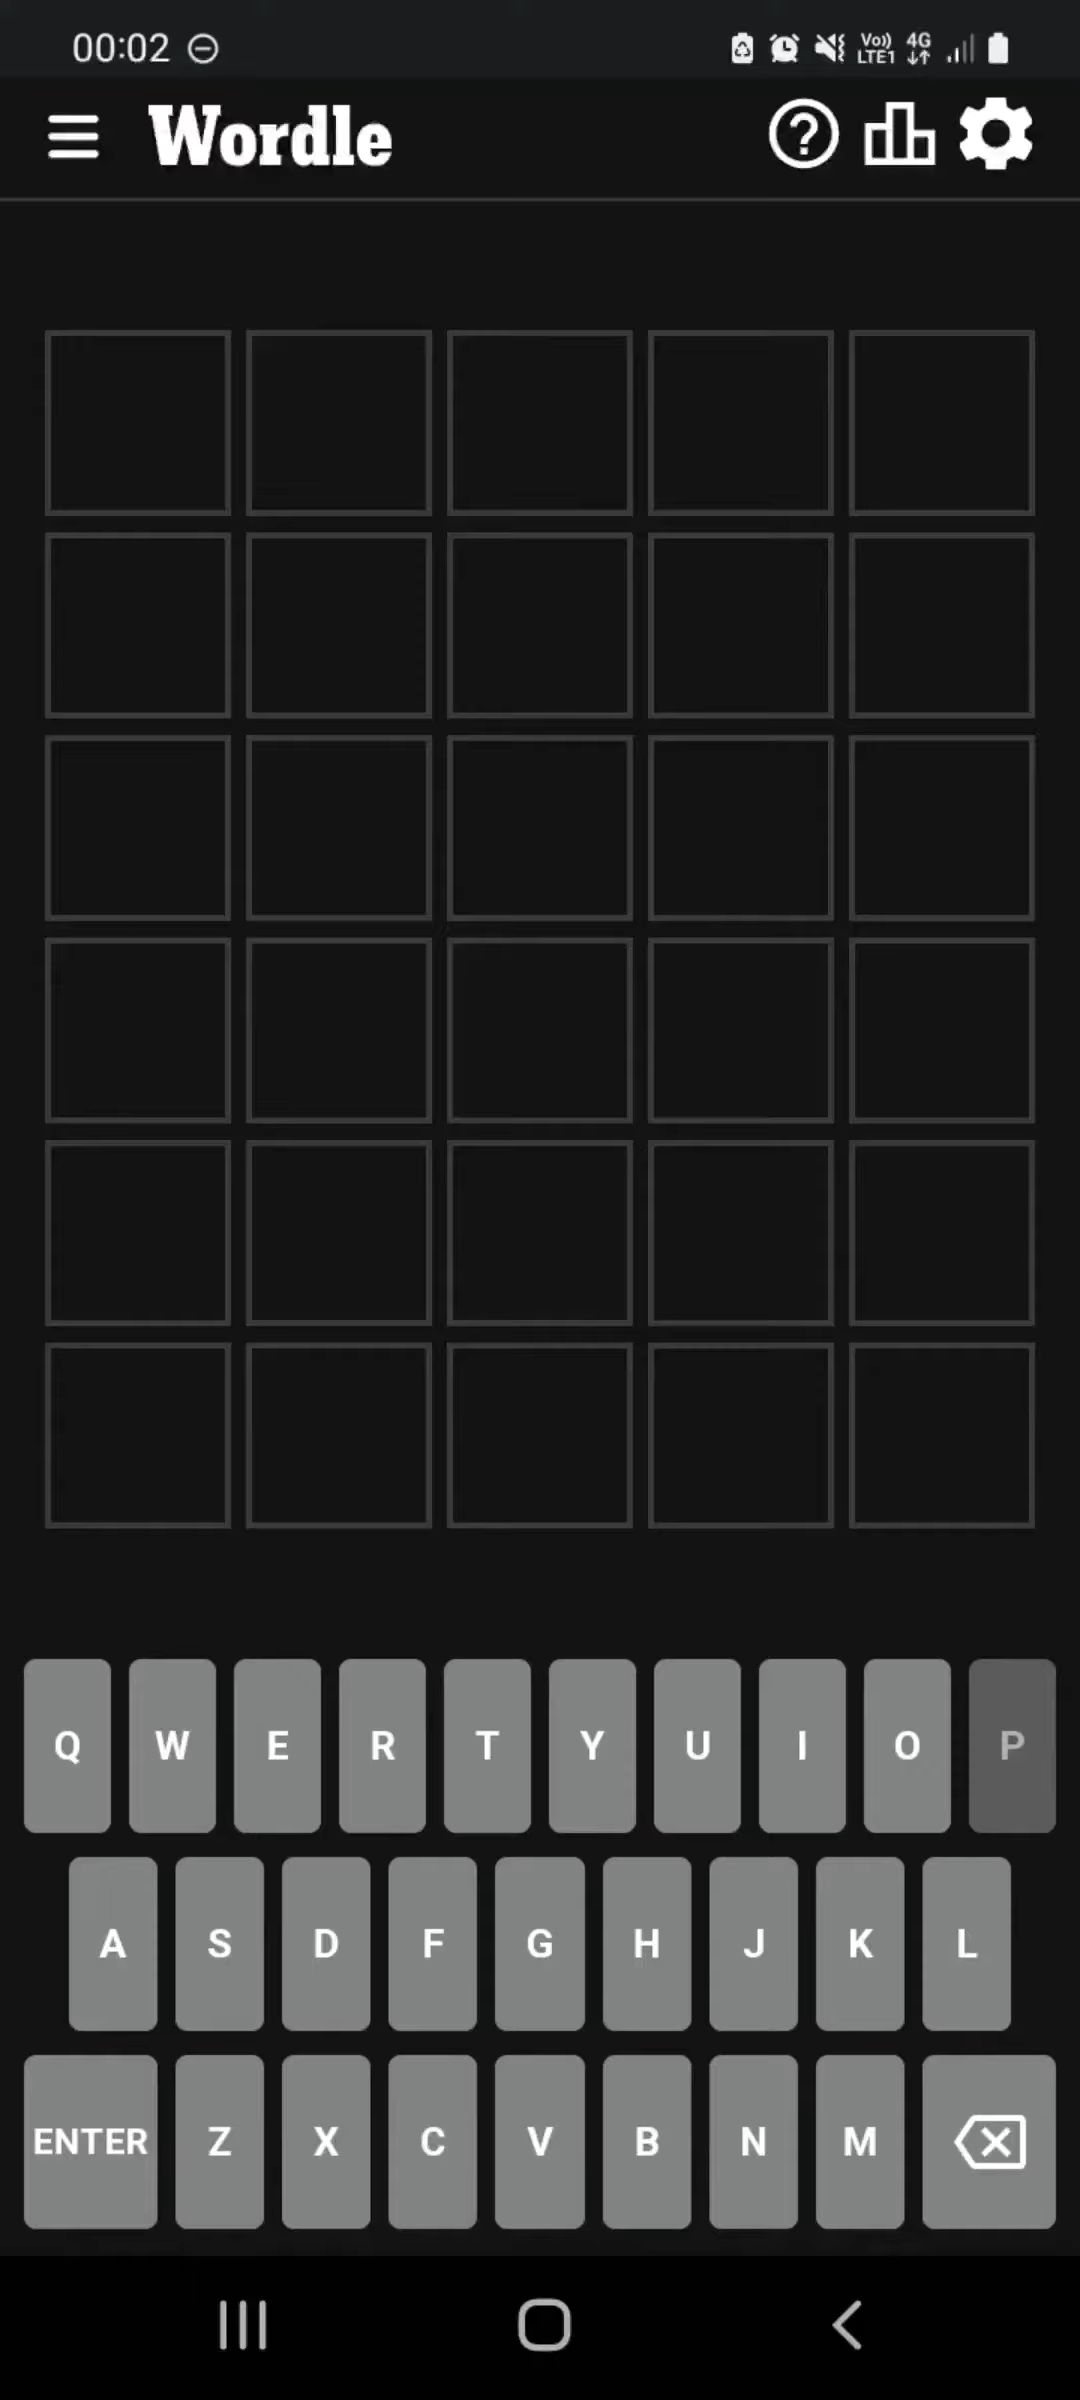 00:02 Vo)) LTE1 4G
Wordle ?
Q W E R T Y U I O P
A S D F G H J K L
ENTER Z X C V B N M